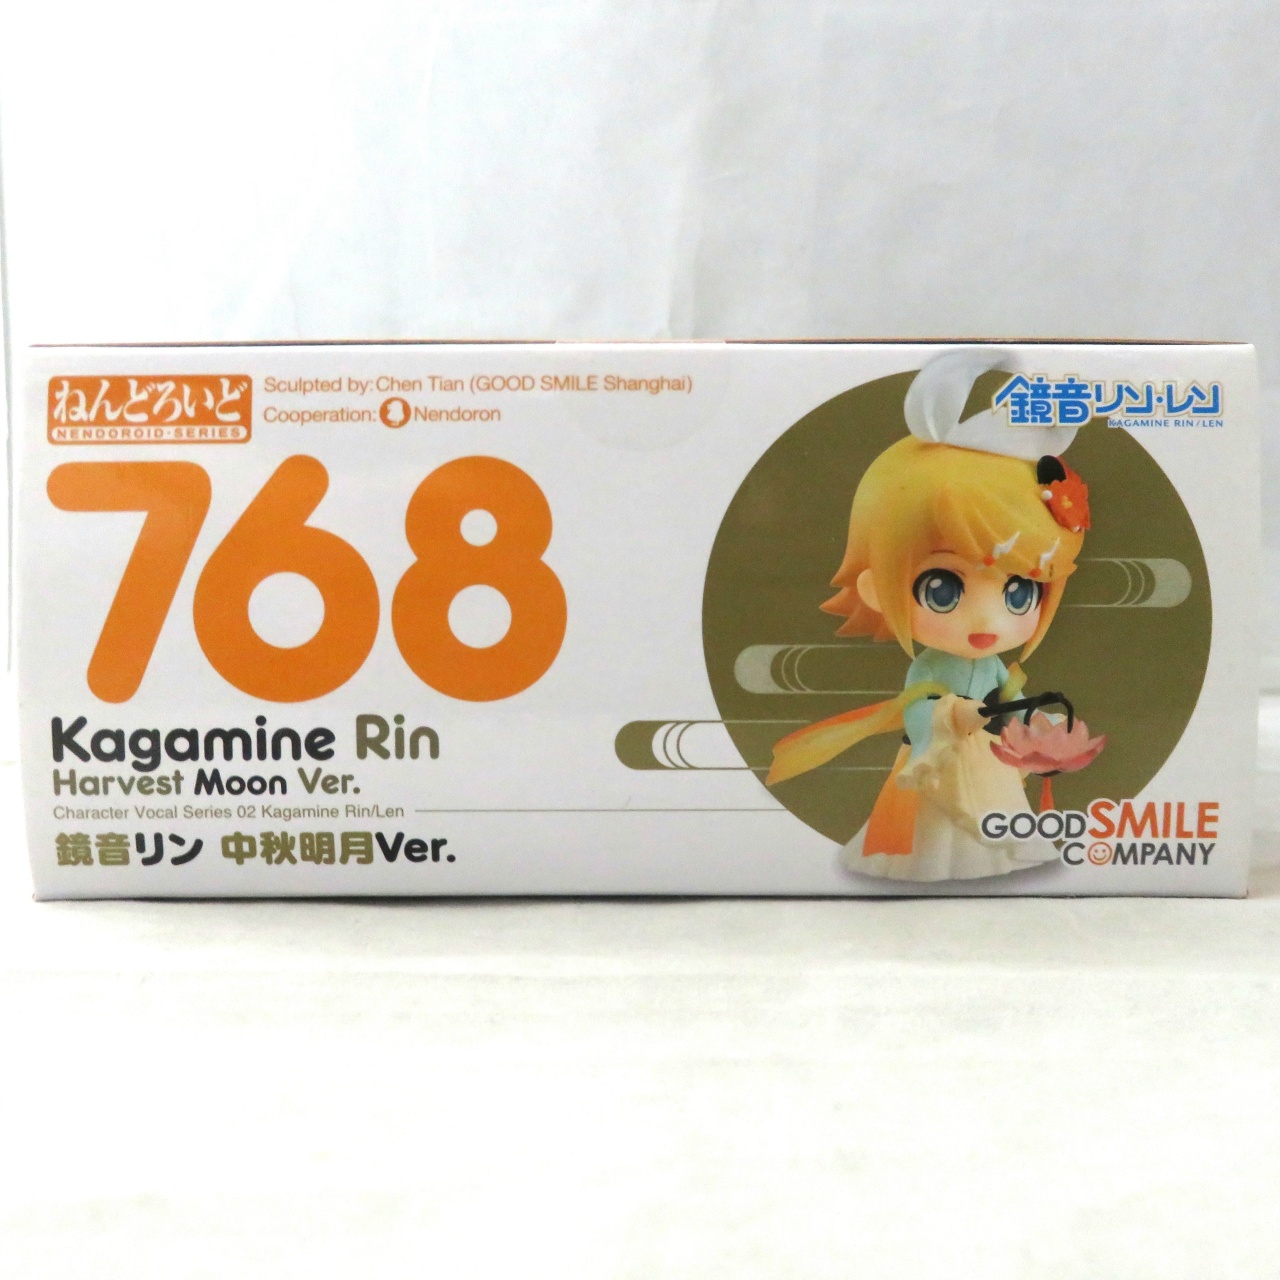 ねんどろいど
NENDOROID·SERIES
Sculpted by: Chen Tian (GOOD SMILE Shanghai)
Cooperation: Nendoron
鏡音リン・レン
KAGAMINE RIN/LEN
768
Kagamine Rin
Harvest Moon Ver.
Character Vocal Series 02 Kagamine Rin/Len
鏡音リン 中秋明月Ver.
GOOD SMILE
COMPANY